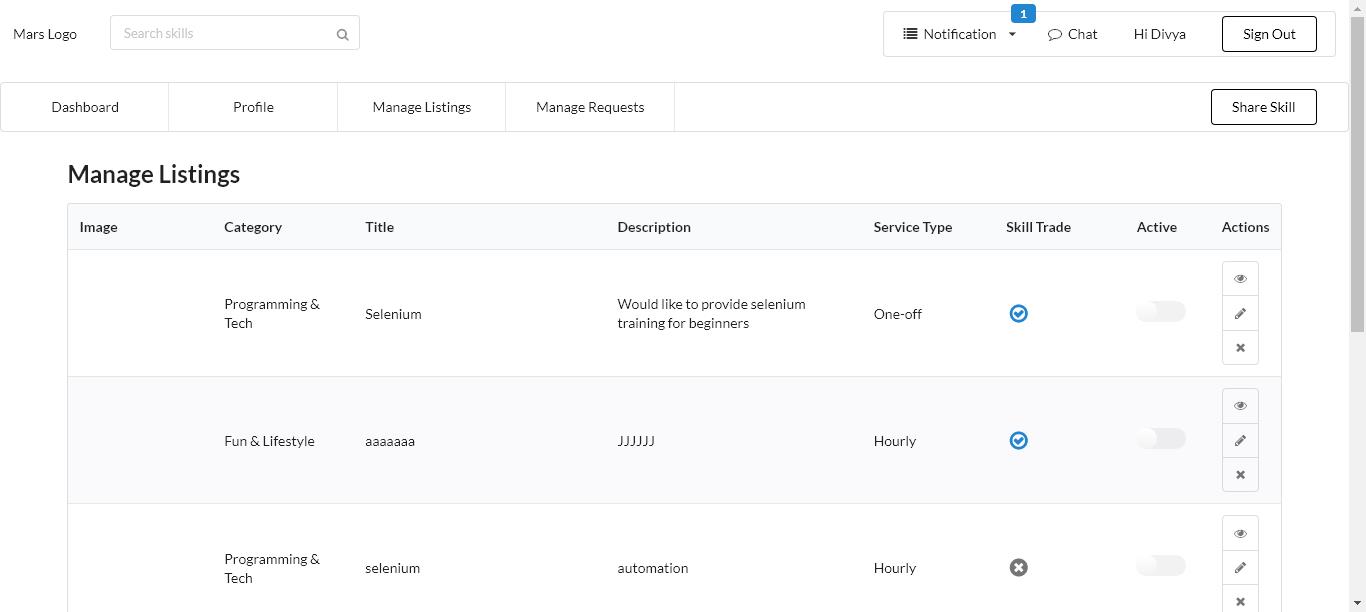 1
Mars Logo
Search skills
Notification
Chat
Hi Divya
Sign Out
Dashboard
Profile
Manage Listings
Manage Requests
Share Skill
Manage Listings
Image
Category
Title
Description
Service Type
Skill Trade
Active
Actions
Programming &
Tech
Selenium
Would like to provide selenium
training for beginners
One-off
Fun & Lifestyle
aaaaaaa
JJJJJJ
Hourly
Programming &
Tech
selenium
automation
Hourly